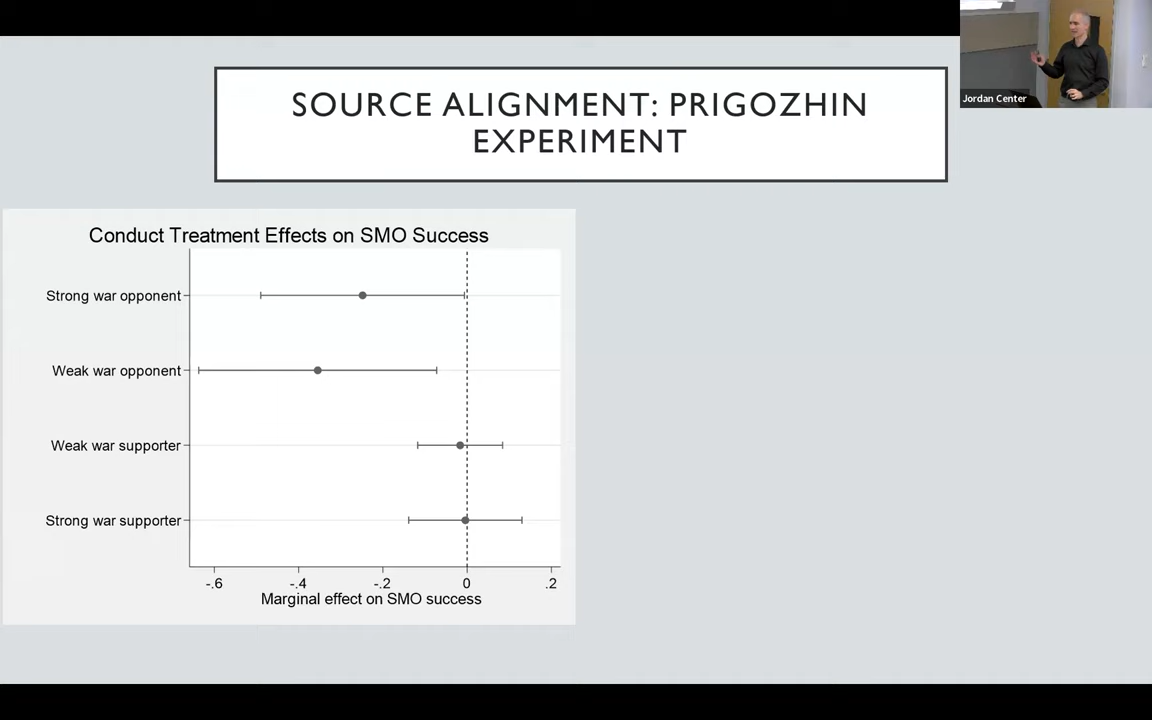 SOURCE ALIGNMENT: PRIGOZHIN
EXPERIMENT
Jordan Center
Conduct Treatment Effects on SMO Success
Strong war opponent
Weak war opponent
Weak war supporter
Strong war supporter
-.6 -.4 -.2 0 .2
Marginal effect on SMO success